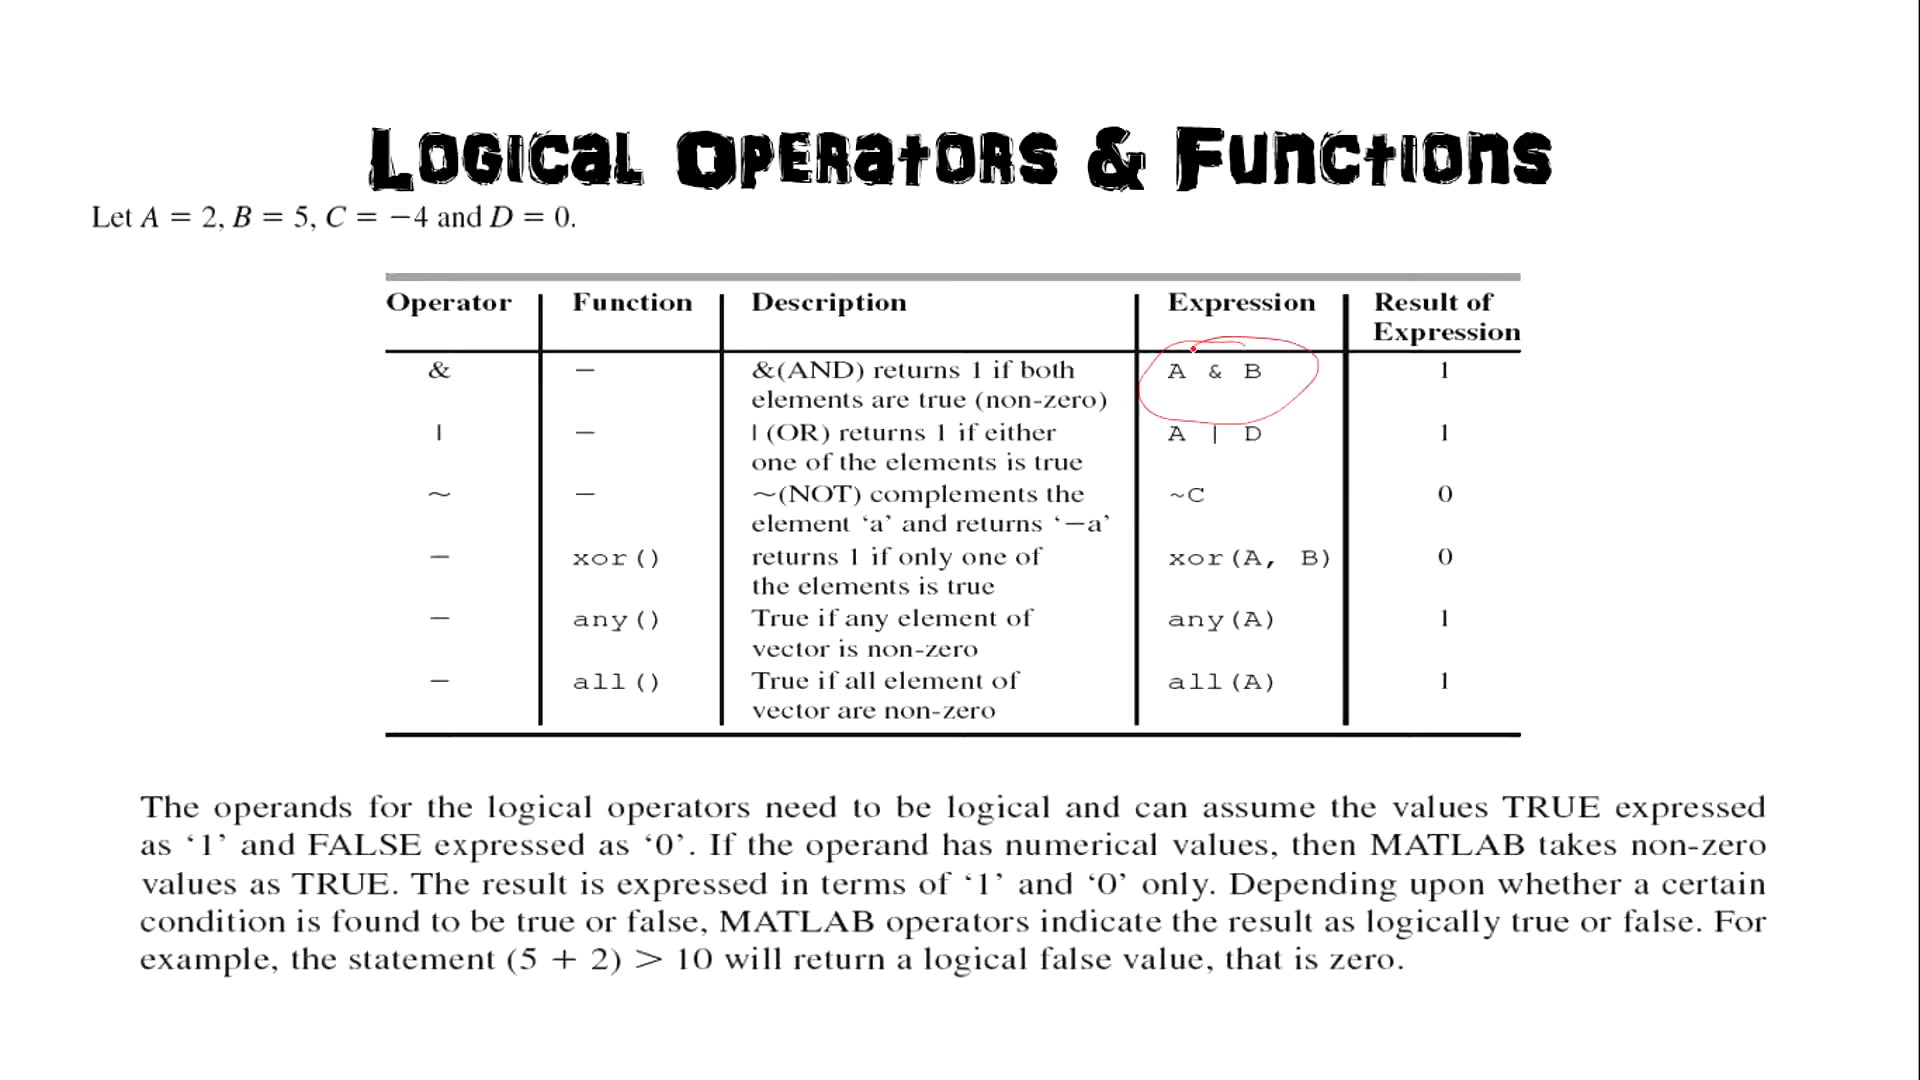 Logical Operators & Functions
Let A = 2, B = 5, C = −4 and D = 0.
Operator Function Description Expression Result of Expression
& — &(AND) returns 1 if both A & B 1
elements are true (non-zero)
| — | (OR) returns 1 if either A | D 1
one of the elements is true
~ — ~(NOT) complements the ~C 0
element ‘a’ and returns ‘−a’
— xor() returns 1 if only one of xor(A, B) 0
the elements is true
— any() True if any element of any(A) 1
vector is non-zero
— all() True if all element of all(A) 1
vector are non-zero
The operands for the logical operators need to be logical and can assume the values TRUE expressed
as ‘1’ and FALSE expressed as ‘0’. If the operand has numerical values, then MATLAB takes non-zero
values as TRUE. The result is expressed in terms of ‘1’ and ‘0’ only. Depending upon whether a certain
condition is found to be true or false, MATLAB operators indicate the result as logically true or false. For
example, the statement (5 + 2) > 10 will return a logical false value, that is zero.